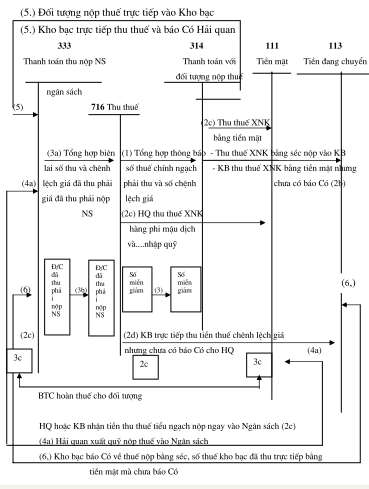 (5.) Đối tượng nộp thuế trực tiếp vào Kho bạc
(5.) Kho bạc trực tiếp thu thuế và báo Có Hải quan
333 314 111 113
Thanh toán thu nộp NS Thanh toán với Tiền mặt Tiền đang chuyển
đối tượng nộp thuế
ngân sách
(5) 716 Thu thuế
(2c) Thu thuế XNK
bằng tiền mặt
(3a) Tổng hợp biên (1) Tổng hợp thông báo - Thu thuế XNK bằng séc nộp vào KB
lai số thu và chênh số thuế chính ngạch - KB thu thuế XNK bằng tiền mặt nhưng
(4a) lệch giá đã thu phải phải thu và số chệnh chưa có báo Có (2b)
giá đã thu phải nộp lệch giá
NS (2c) HQ thu thuế XNK
hàng phi mậu dịch
và....nhập quỹ
Đ/C
đã
thu
phả
i
nộp
NS
Đ/C
đã
thu
phả
i
nộp
NS
Số
miễn
giảm
Số
miễn
giảm
(6) (3b) (3) (6,)
(2c) (2d) KB trực tiếp thu tiền thuế chênh lệch giá
nhưng chưa có báo Có cho HQ (4a)
3c 2c 3c
BTC hoàn thuế cho đối tượng
HQ hoặc KB nhận tiền thu thuế tiểu ngạch nộp ngay vào Ngân sách (2c)
(4a) Hải quan xuất quỹ nộp thuế vào Ngân sách
(6,) Kho bạc báo Có về thuế nộp bằng séc, số thuế kho bạc đã thu trực tiếp bằng
tiền mặt mà chưa báo Có